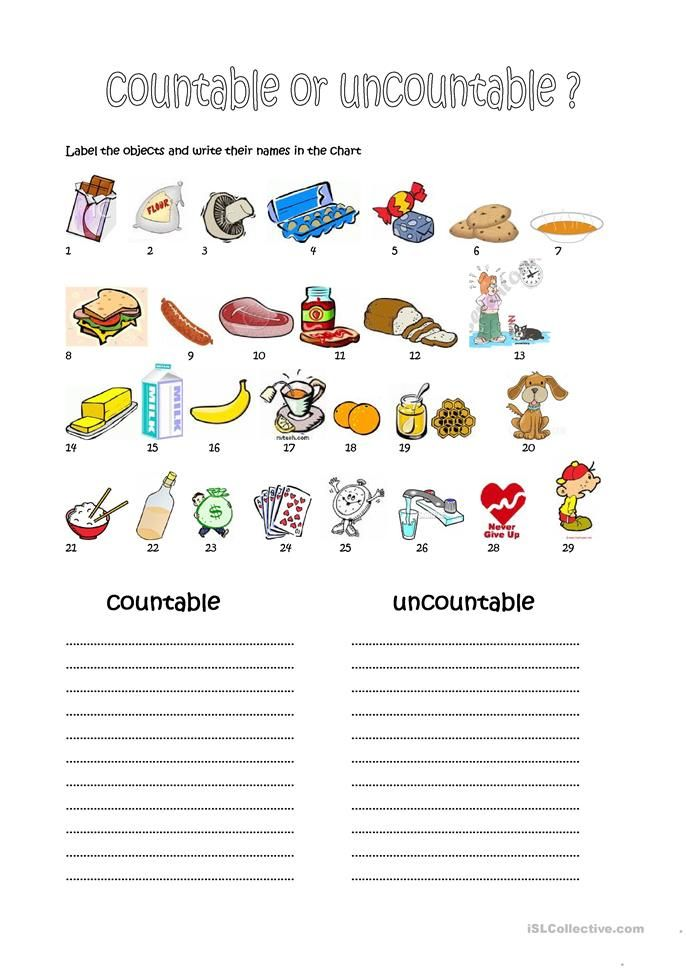 countable or uncountable ?
Label the objects and write their names in the chart
FLOUR
1 2 3 4 5 6 7
8 9 10 11 12 13
MILK MILK
14 15 16 17 18 19 20
$
Never
Give Up
21 22 23 24 25 26 28 29
countable uncountable
iSLCollective.com